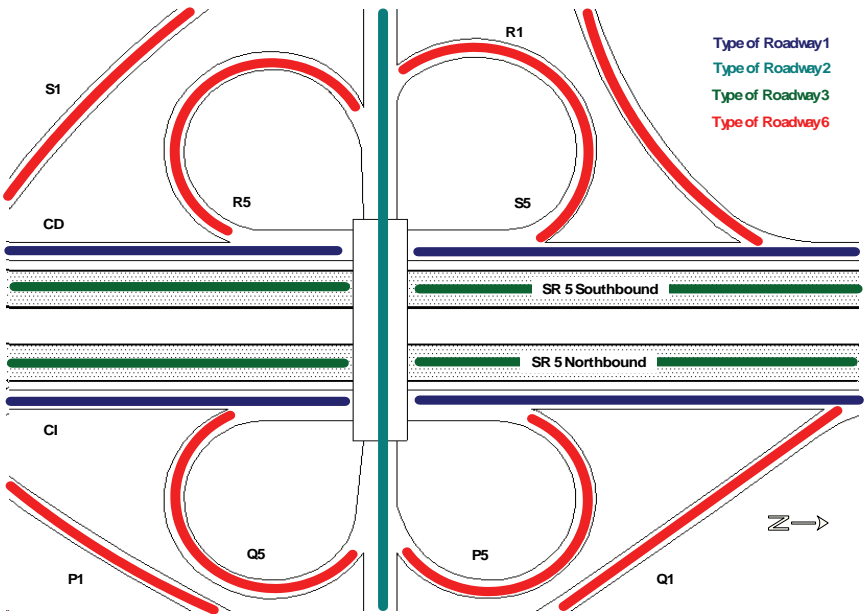 R1
Type of Roadway1
Type of Roadway2
Type of Roadway3
Type of Roadway6
S1
R5
S5
CD
SR 5 Southbound
SR 5 Northbound
CI
N
Q5
P5
P1
Q1